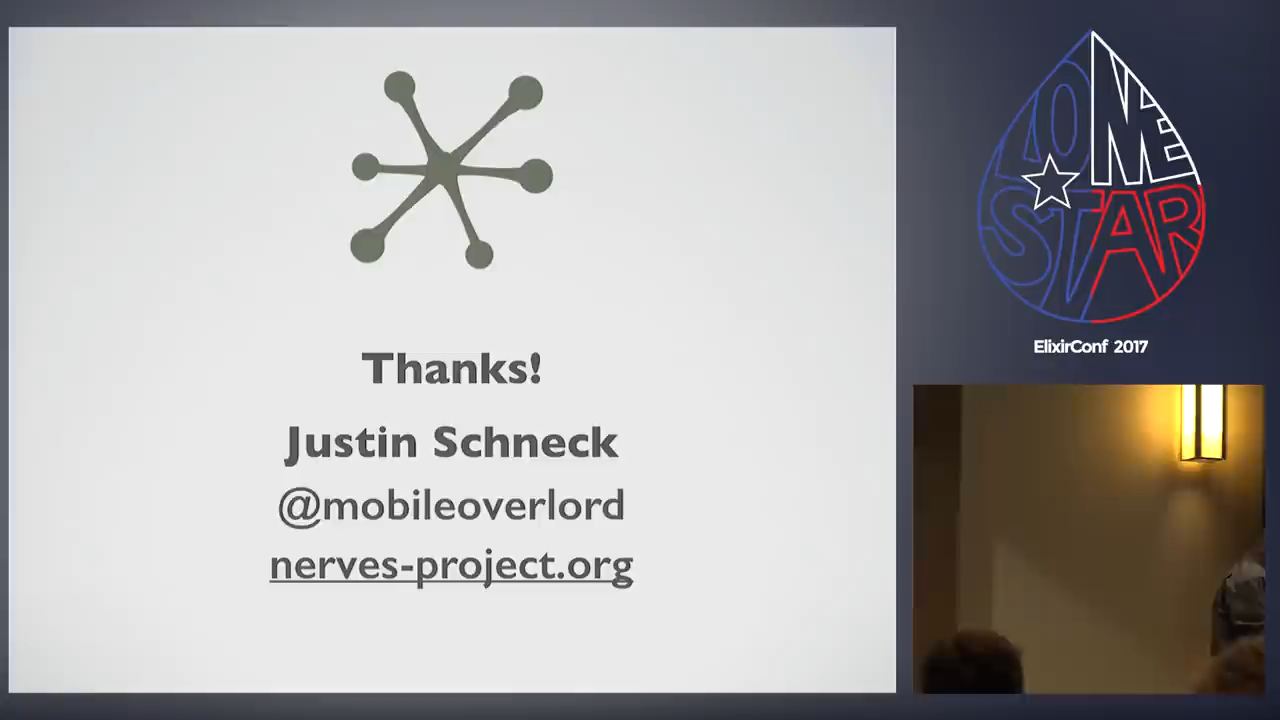 Thanks!
Justin Schneck
@mobileoverlord
nerves-project.org
LONE
STAR
ElixirConf 2017